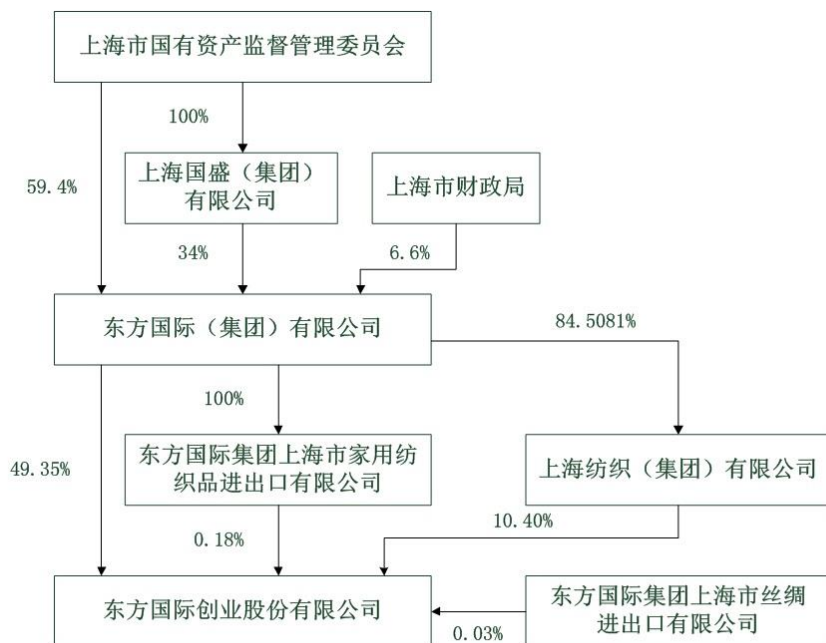 上海市国有资产监督管理委员会
100%
59.4%
上海国盛（集团）
有限公司
上海市财政局
34%
6.6%
东方国际（集团）有限公司
84.5081%
100%
49.35%
东方国际集团上海市家用纺
织品进出口有限公司
上海纺织（集团）有限公司
0.18%
10.40%
东方国际创业股份有限公司
东方国际集团上海市丝绸
进出口有限公司
0.03%